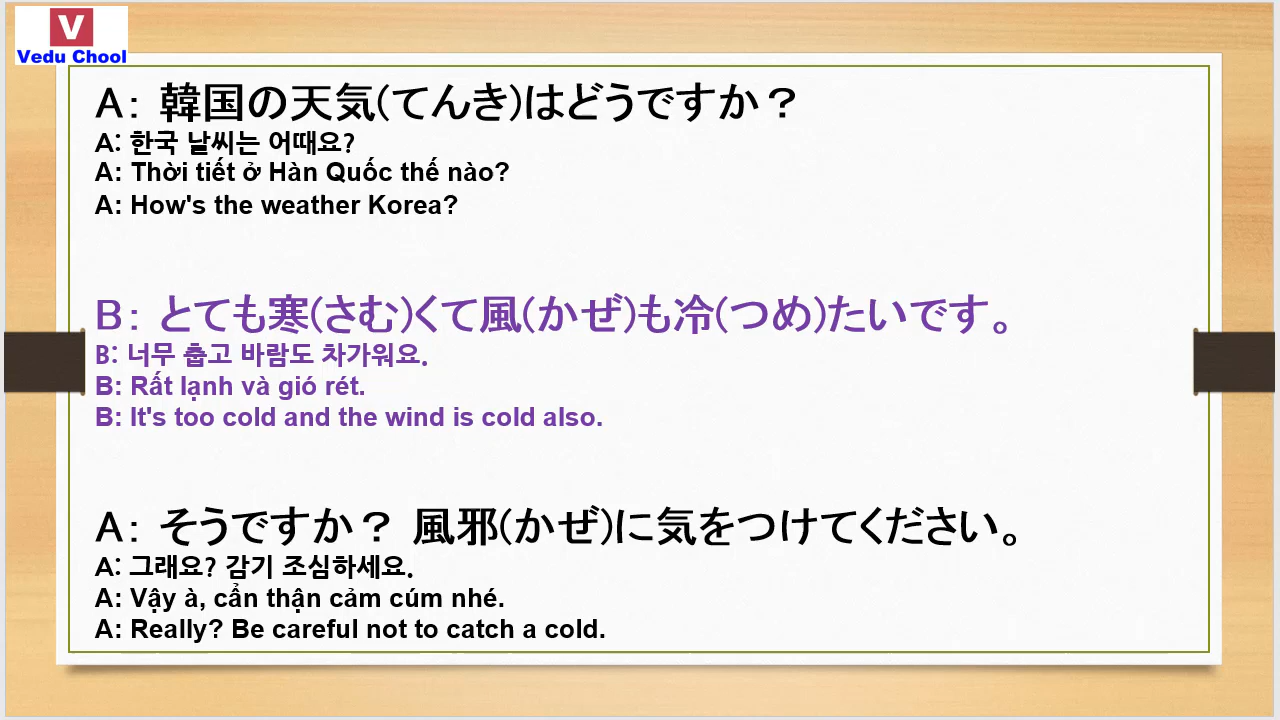 V
Vedu Chool
A： 韓国の天気(てんき)はどうですか？
A: 한국 날씨는 어때요?
A: Thời tiết ở Hàn Quốc thế nào?
A: How's the weather Korea?
B： とても寒(さむ)くて風(かぜ)も冷(つめ)たいです。
B: 너무 춥고 바람도 차가워요.
B: Rất lạnh và gió rét.
B: It's too cold and the wind is cold also.
A： そうですか？ 風邪(かぜ)に気をつけてください。
A: 그래요? 감기 조심하세요.
A: Vậy à, cẩn thận cảm cúm nhé.
A: Really? Be careful not to catch a cold.